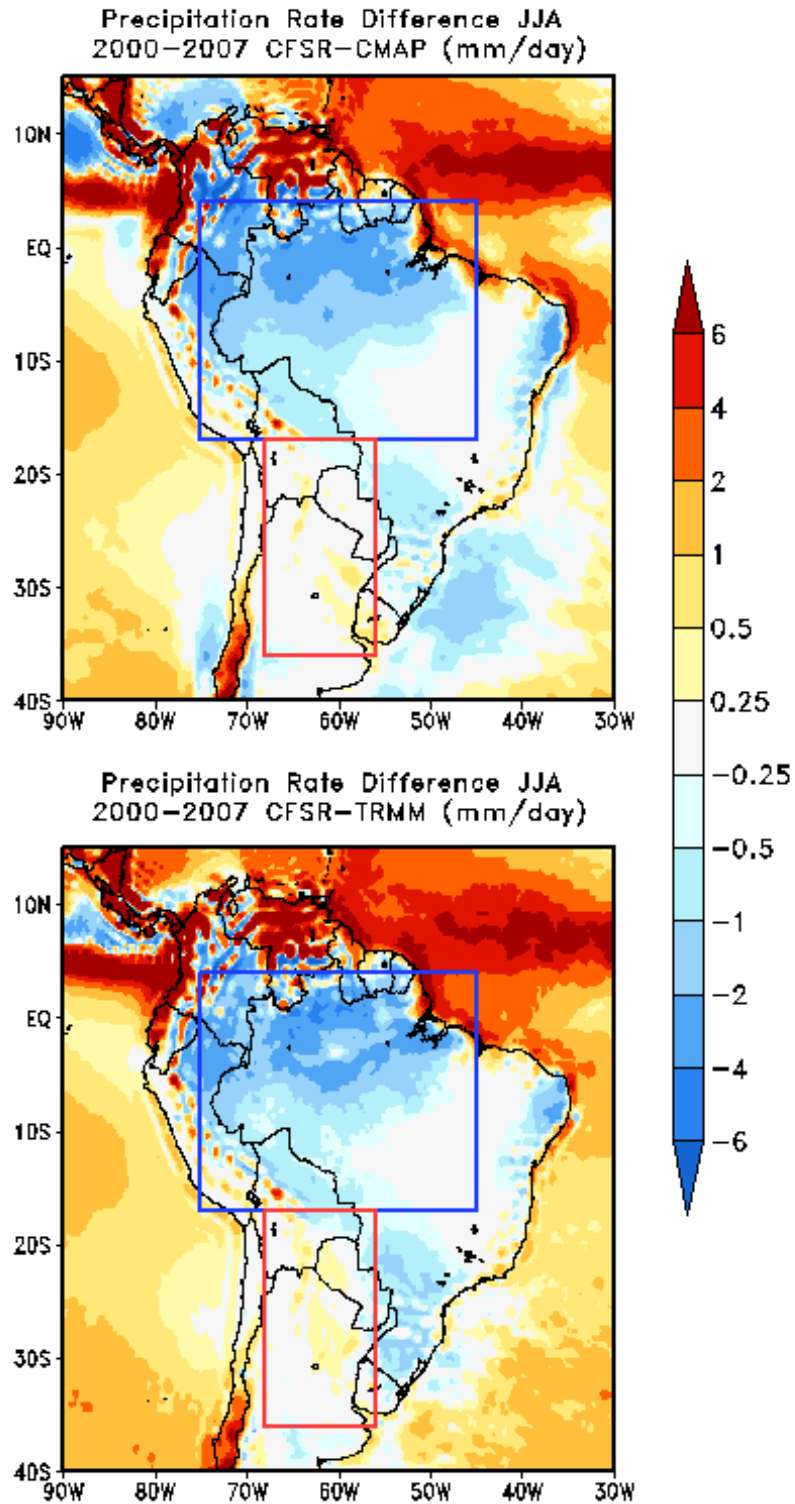 Precipitation Rate Difference JJA
2000-2007 CFSR-CMAP (mm/day)
10N
EQ
10S
20S
30S
40S
90W 80W 70W 60W 50W 40W 30W
6
4
2
1
0.5
0.25
-0.25
-0.5
-1
-2
-4
-6
Precipitation Rate Difference JJA
2000-2007 CFSR-TRMM (mm/day)
10N
EQ
10S
20S
30S
40S
90W 80W 70W 60W 50W 40W 30W